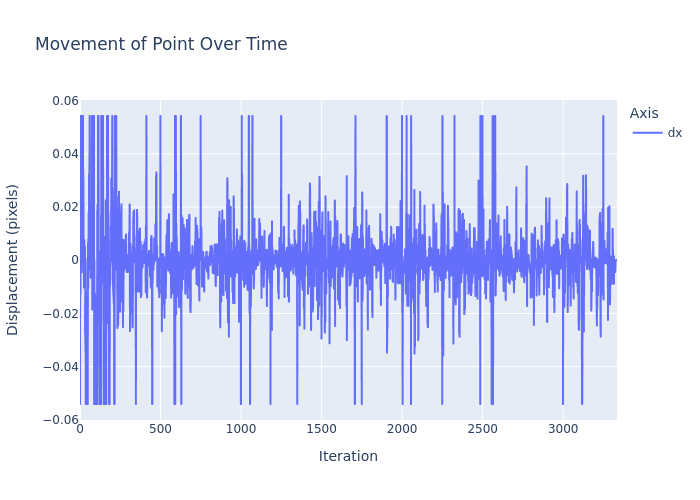 Movement of Point Over Time
Axis
dx
Displacement (pixels)
0.06
0.04
0.02
0
−0.02
−0.04
−0.06
0 500 1000 1500 2000 2500 3000
Iteration